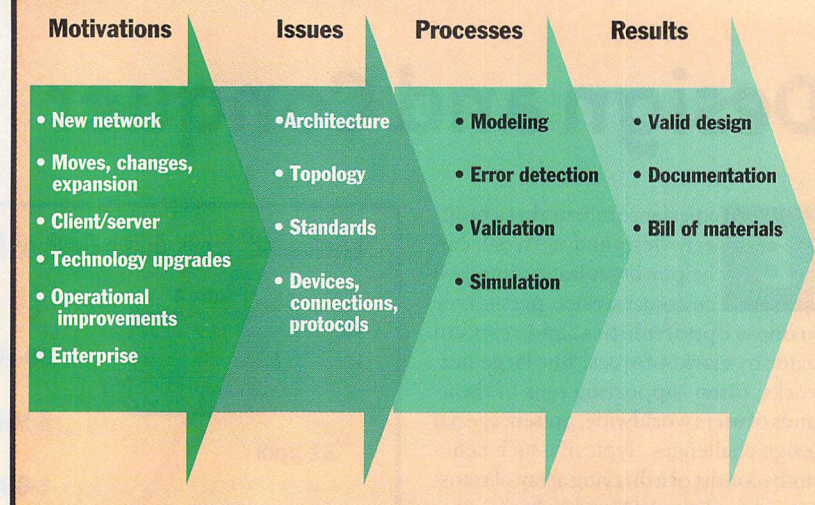 Motivations
Issues
Processes
Results
• New network
• Moves, changes,
expansion
• Client/server
• Technology upgrades
• Operational
improvements
• Enterprise
•Architecture
• Topology
• Standards
• Devices,
connections,
protocols
• Modeling
• Error detection
• Validation
• Simulation
• Valid design
• Documentation
• Bill of materials